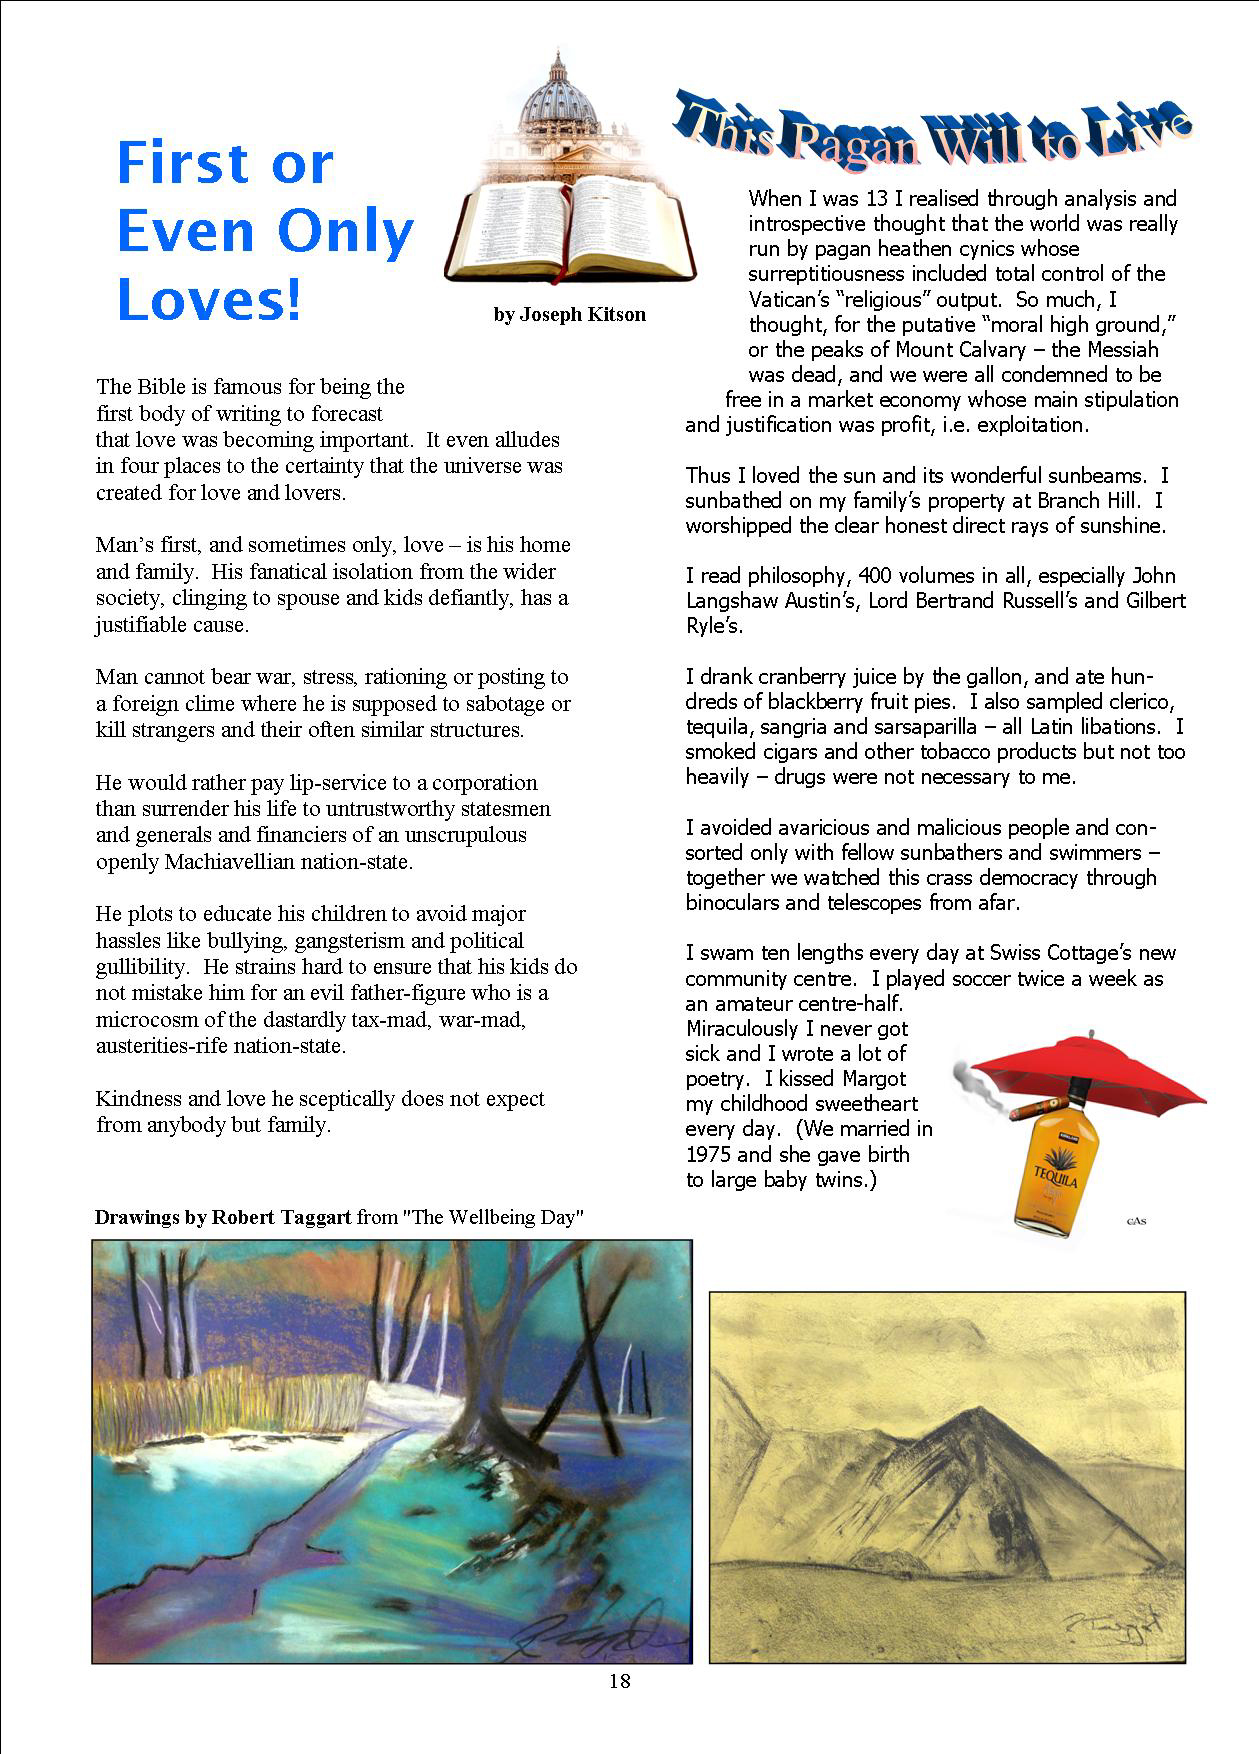 First or
Even Only
Loves!
by Joseph Kitson
The Bible is famous for being the
first body of writing to forecast
that love was becoming important.  It even alludes
in four places to the certainty that the universe was
created for love and lovers.
Man’s first, and sometimes only, love – is his home
and family.  His fanatical isolation from the wider
society, clinging to spouse and kids defiantly, has a
justifiable cause.
Man cannot bear war, stress, rationing or posting to
a foreign clime where he is supposed to sabotage or
kill strangers and their often similar structures.
He would rather pay lip-service to a corporation
than surrender his life to untrustworthy statesmen
and generals and financiers of an unscrupulous
openly Machiavellian nation-state.
He plots to educate his children to avoid major
hassles like bullying, gangsterism and political
gullibility.  He strains hard to ensure that his kids do
not mistake him for an evil father-figure who is a
microcosm of the dastardly tax-mad, war-mad,
austerities-rife nation-state.
Kindness and love he sceptically does not expect
from anybody but family.
This Pagan Will to Live
When I was 13 I realised through analysis and
introspective thought that the world was really
run by pagan heathen cynics whose
surreptitiousness included total control of the
Vatican’s “religious” output.  So much, I
thought, for the putative “moral high ground,”
or the peaks of Mount Calvary – the Messiah
was dead, and we were all condemned to be
free in a market economy whose main stipulation
and justification was profit, i.e. exploitation.
Thus I loved the sun and its wonderful sunbeams.  I
sunbathed on my family’s property at Branch Hill.  I
worshipped the clear honest direct rays of sunshine.
I read philosophy, 400 volumes in all, especially John
Langshaw Austin’s, Lord Bertrand Russell’s and Gilbert
Ryle’s.
I drank cranberry juice by the gallon, and ate hun-
dreds of blackberry fruit pies.  I also sampled clerico,
tequila, sangria and sarsaparilla – all Latin libations.  I
smoked cigars and other tobacco products but not too
heavily – drugs were not necessary to me.
I avoided avaricious and malicious people and con-
sorted only with fellow sunbathers and swimmers –
together we watched this crass democracy through
binoculars and telescopes from afar.
I swam ten lengths every day at Swiss Cottage’s new
community centre.  I played soccer twice a week as
an amateur centre-half.
Miraculously I never got
sick and I wrote a lot of
poetry.  I kissed Margot
my childhood sweetheart
every day.  (We married in
1975 and she gave birth
to large baby twins.)
KIRKLAND
TEQUILA
cAs
Drawings by Robert Taggart from "The Wellbeing Day"
18